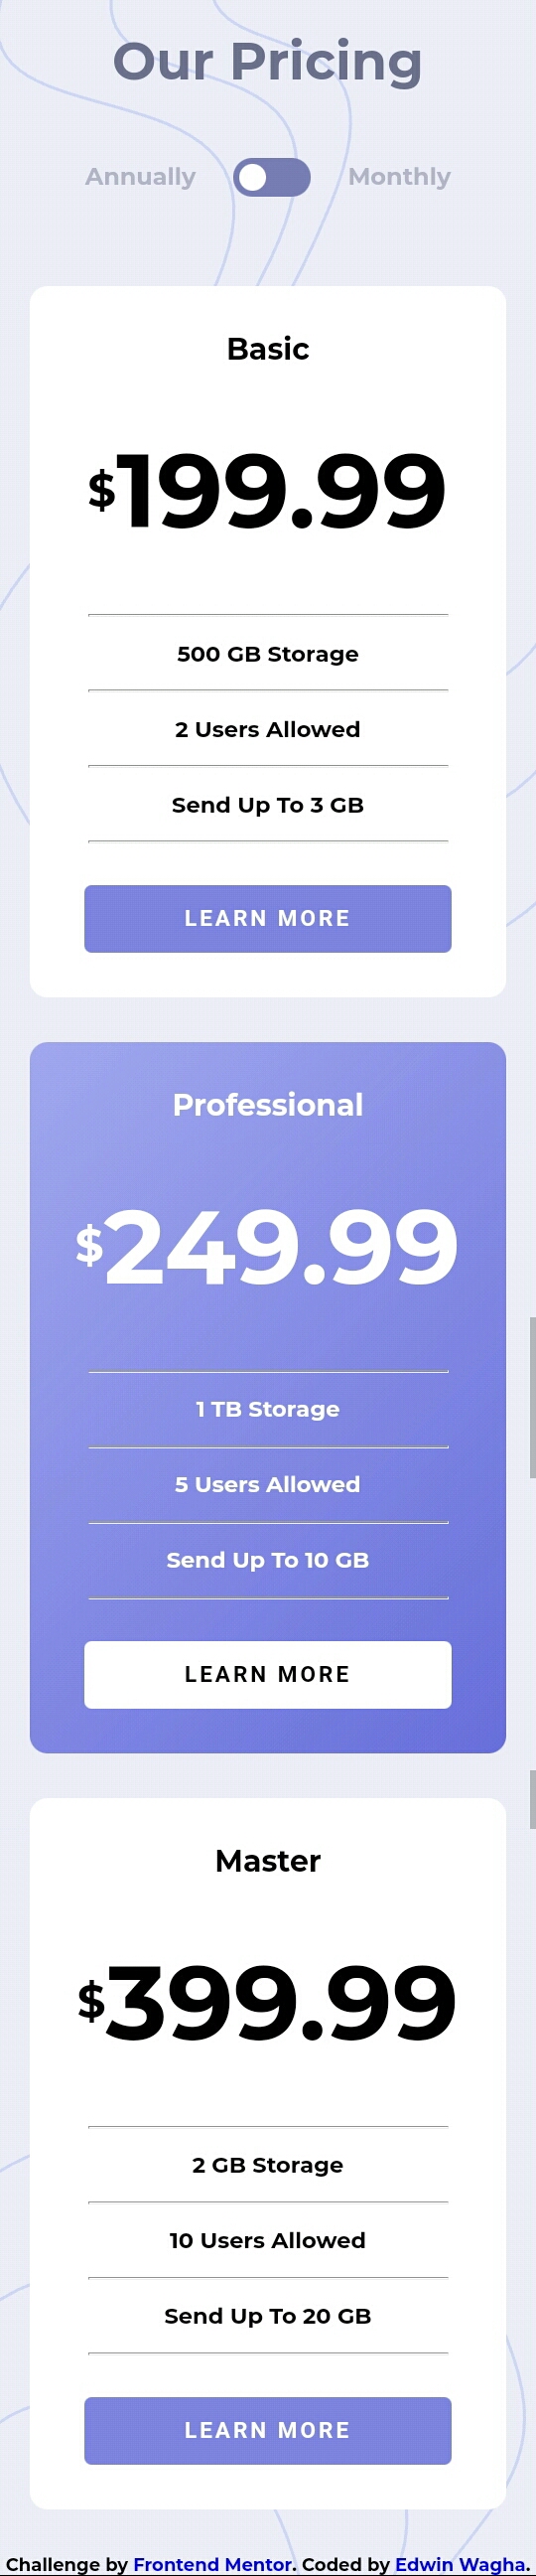 Our Pricing
Annually Monthly
Basic
$199.99
500 GB Storage
2 Users Allowed
Send Up To 3 GB
LEARN MORE
Professional
$249.99
1 TB Storage
5 Users Allowed
Send Up To 10 GB
LEARN MORE
Master
$399.99
2 GB Storage
10 Users Allowed
Send Up To 20 GB
LEARN MORE
Challenge by Frontend Mentor. Coded by Edwin Wagha.